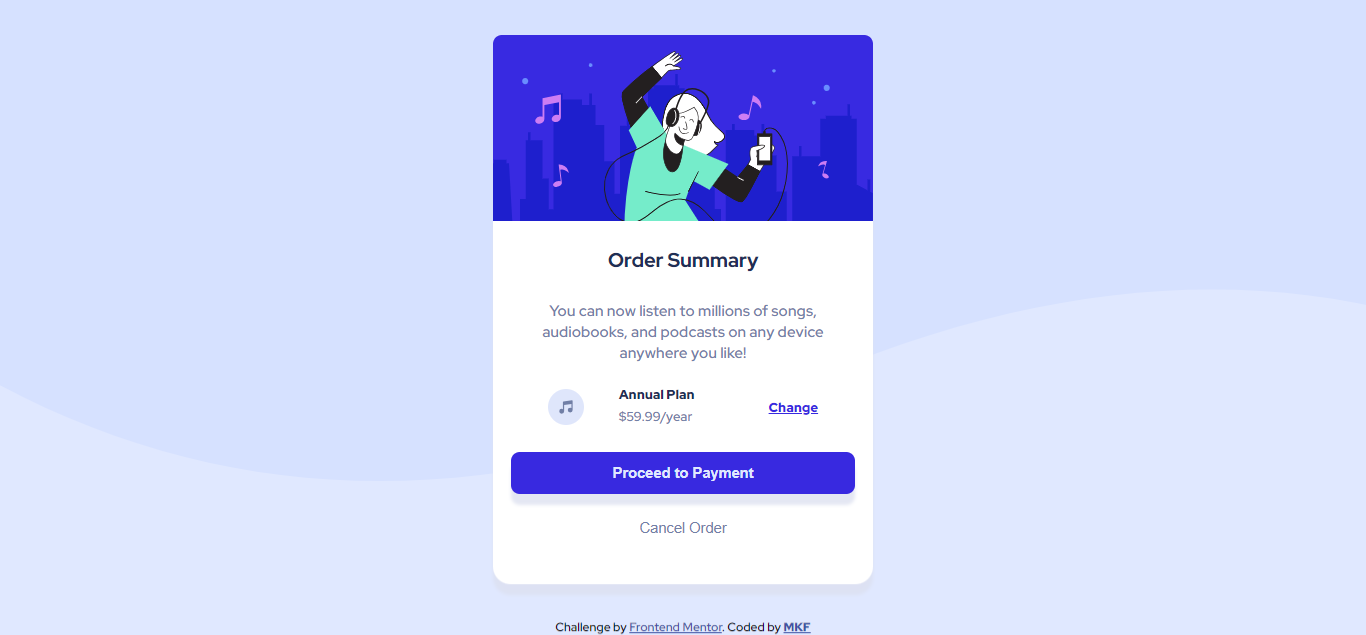 Order Summary
You can now listen to millions of songs,
audiobooks, and podcasts on any device
anywhere you like!
Annual Plan
$59.99/year
Change
Proceed to Payment
Cancel Order
Challenge by Frontend Mentor. Coded by MKF